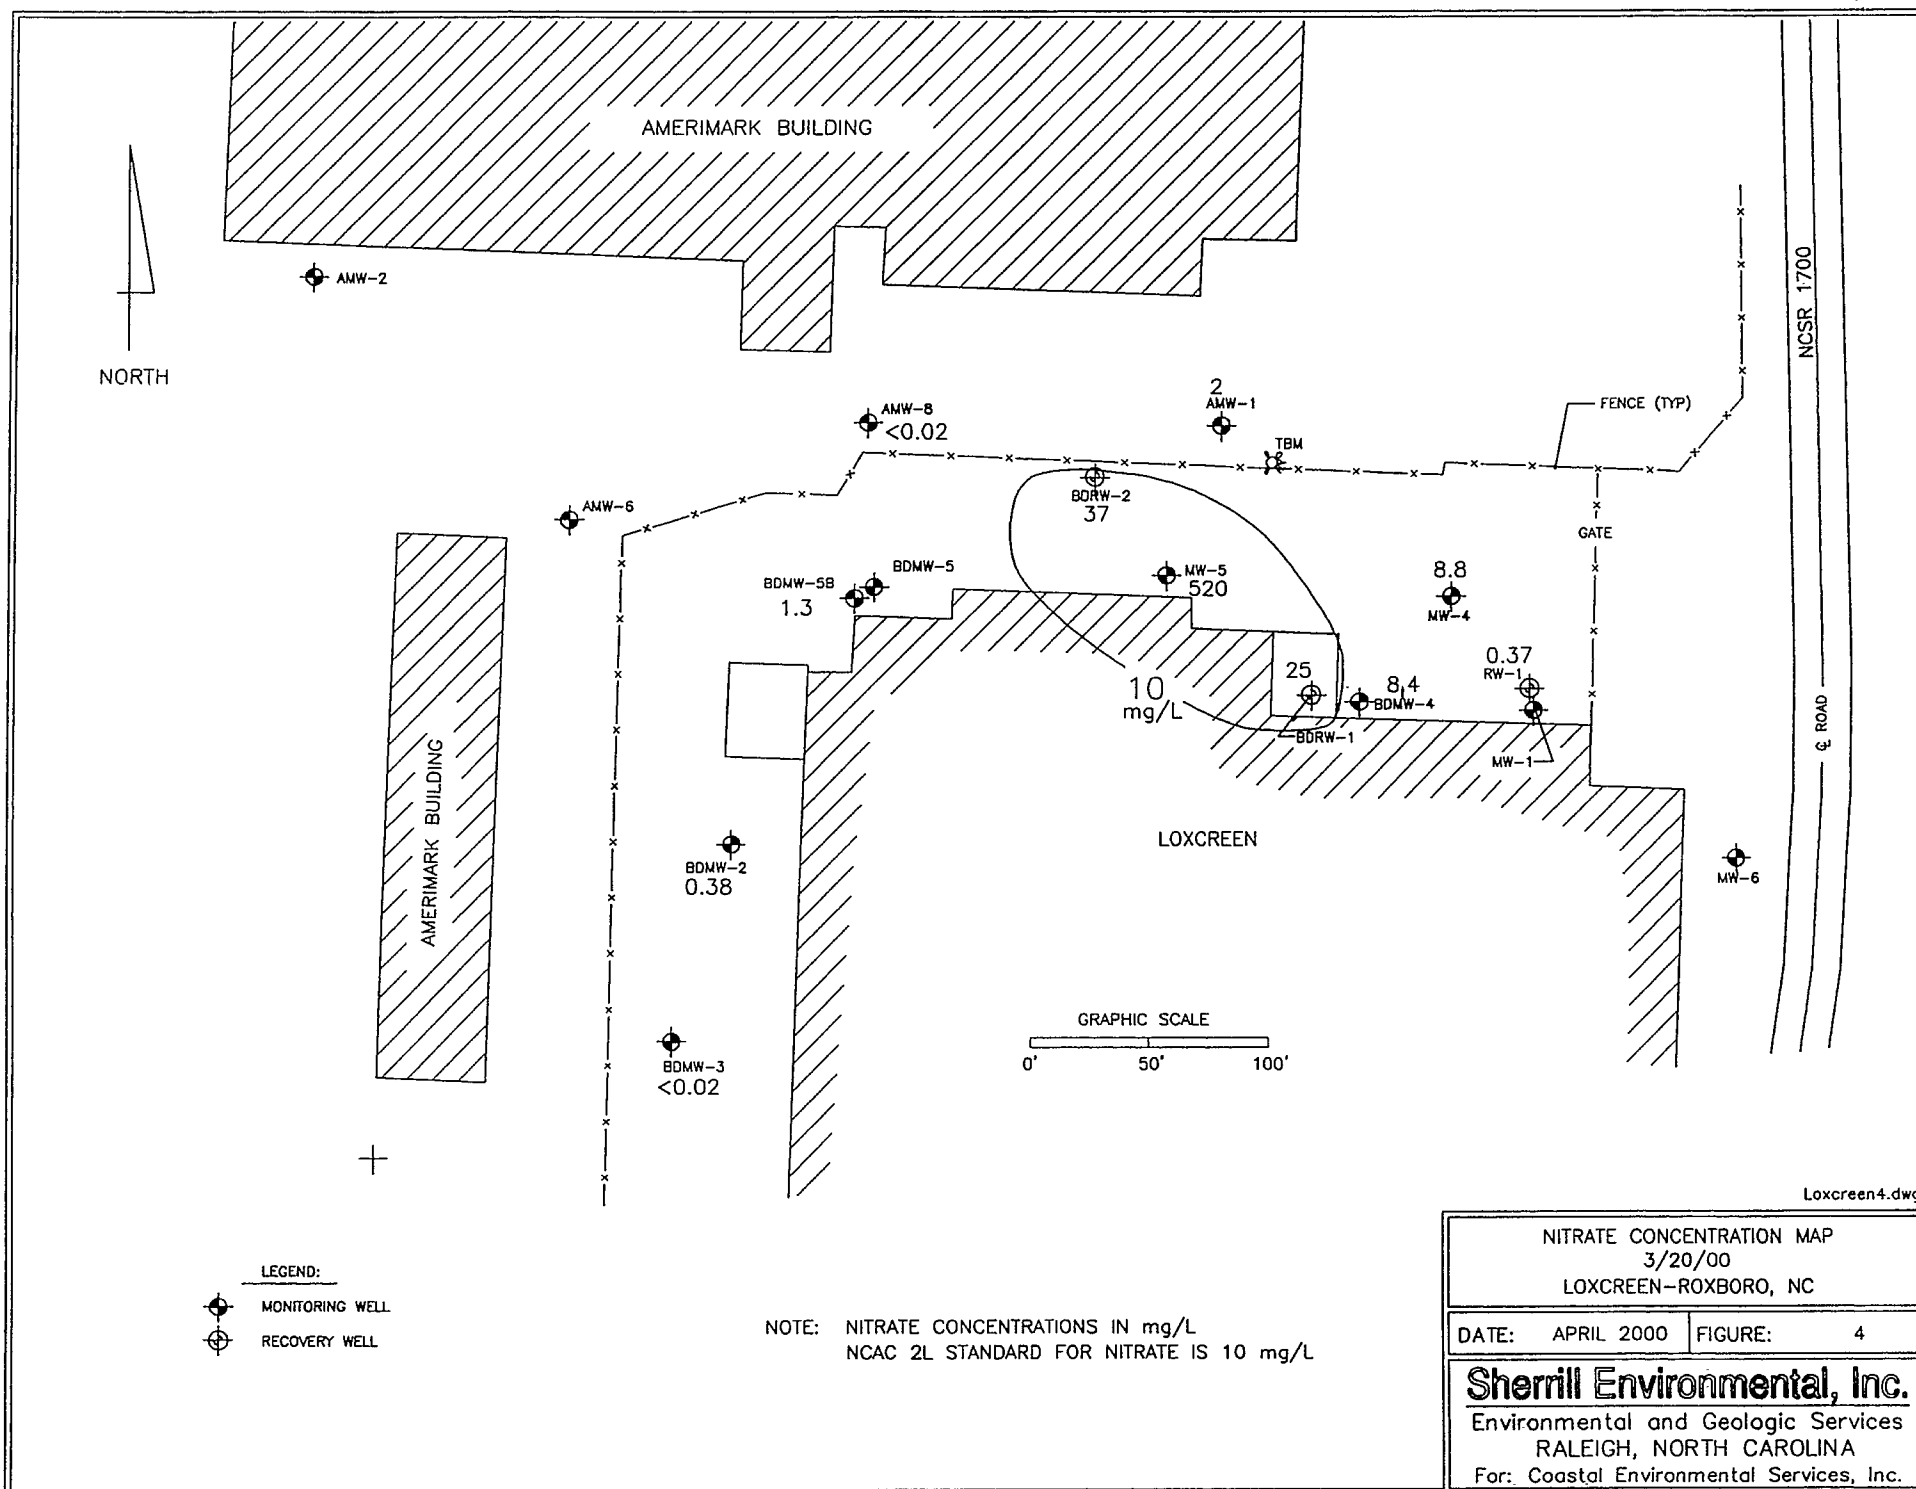 AMERIMARK BUILDING
NORTH
AMW-2
NCSR 1700
AMW-8
<0.02
2
AMW-1
TBM
FENCE (TYP)
AMW-6
BDRW-2
37
GATE
BDMW-5
BDMW-5B
1.3
MW-5
520
8.8
MW-4
10
mg/L
25
BDRW-1
8.4
BDMW-4
0.37
RW-1
MW-1
℄ ROAD
AMERIMARK BUILDING
BDMW-2
0.38
LOXCREEN
MW-6
BDMW-3
<0.02
GRAPHIC SCALE
0' 50' 100'
Loxcreen4.dwg
LEGEND:
MONITORING WELL
RECOVERY WELL
NOTE: NITRATE CONCENTRATIONS IN mg/L
NCAC 2L STANDARD FOR NITRATE IS 10 mg/L
NITRATE CONCENTRATION MAP
3/20/00
LOXCREEN-ROXBORO, NC
DATE: APRIL 2000 FIGURE: 4
Sherrill Environmental, Inc.
Environmental and Geologic Services
RALEIGH, NORTH CAROLINA
For: Coastal Environmental Services, Inc.